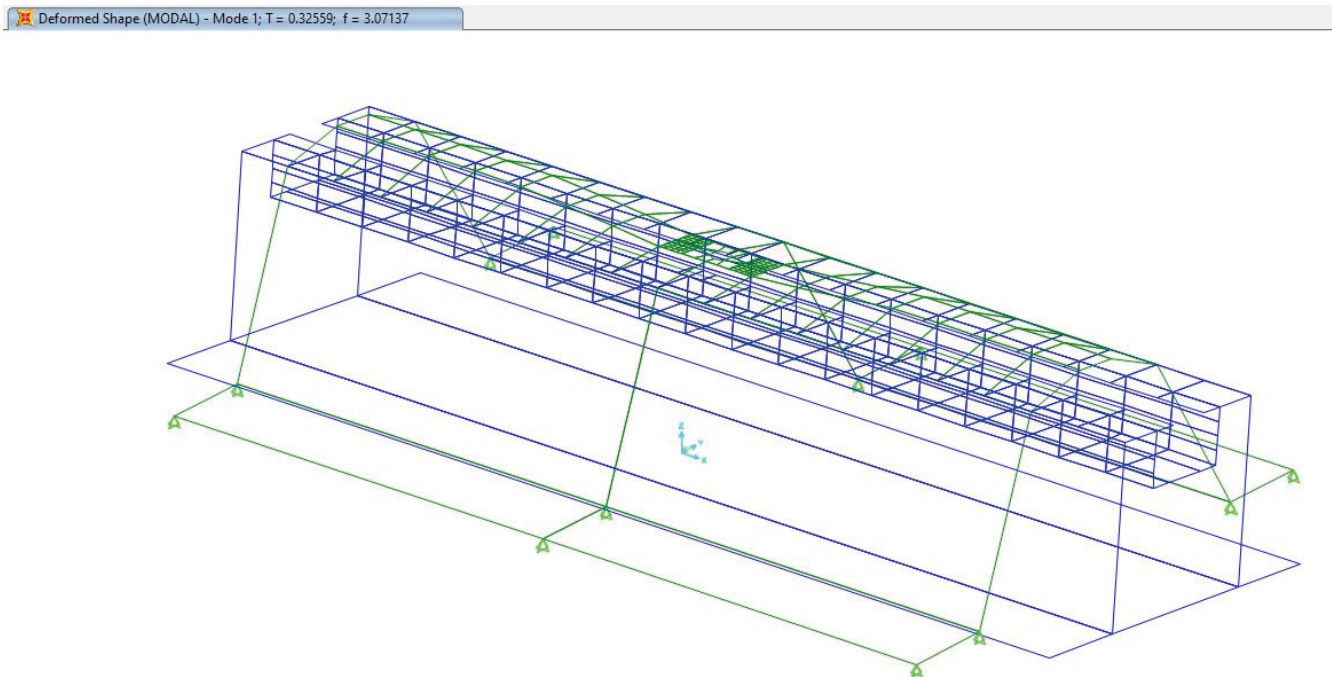 Deformed Shape (MODAL) - Mode 1; T = 0.32559; f = 3.07137
Z
Y
X